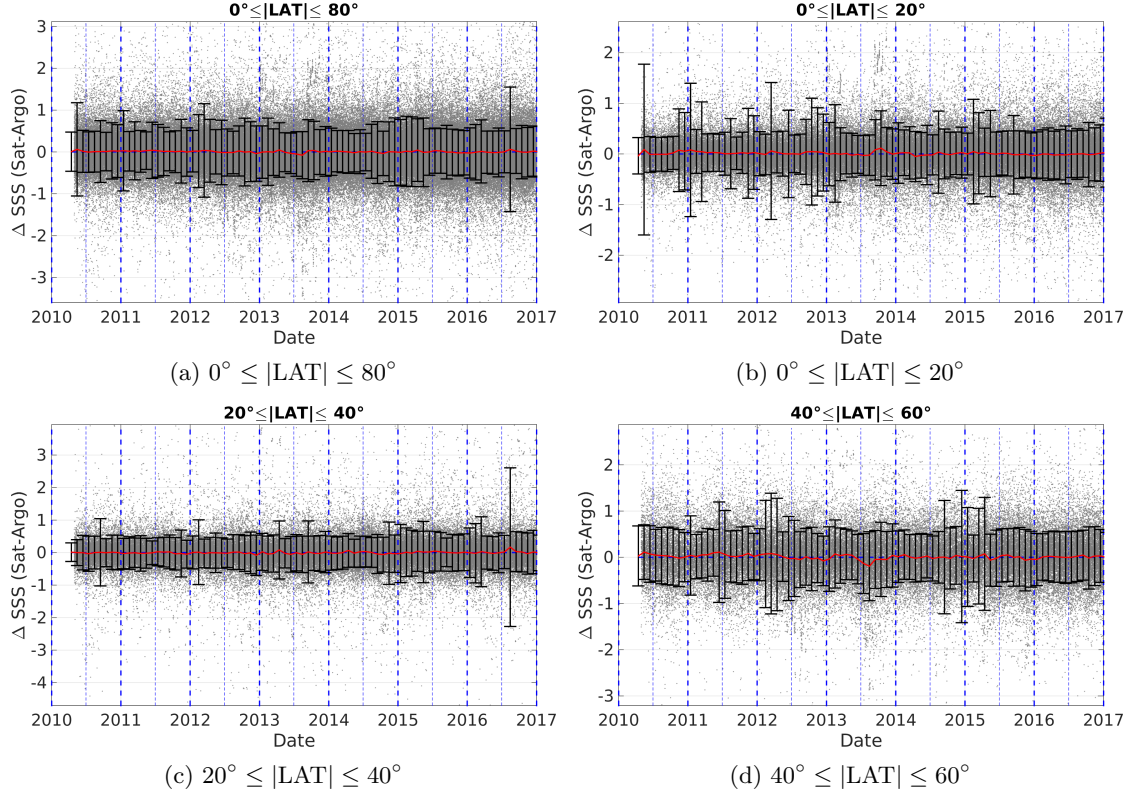 0°≤|LAT|≤ 80°
Δ SSS (Sat-Argo)
3
2
1
0
-1
-2
-3
2010 2011 2012 2013 2014 2015 2016 2017
Date
(a) 0° ≤ |LAT| ≤ 80°
0°≤|LAT|≤ 20°
Δ SSS (Sat-Argo)
2
1
0
-1
-2
2010 2011 2012 2013 2014 2015 2016 2017
Date
(b) 0° ≤ |LAT| ≤ 20°
20°≤|LAT|≤ 40°
Δ SSS (Sat-Argo)
3
2
1
0
-1
-2
-3
-4
2010 2011 2012 2013 2014 2015 2016 2017
Date
(c) 20° ≤ |LAT| ≤ 40°
40°≤|LAT|≤ 60°
Δ SSS (Sat-Argo)
2
1
0
-1
-2
-3
2010 2011 2012 2013 2014 2015 2016 2017
Date
(d) 40° ≤ |LAT| ≤ 60°